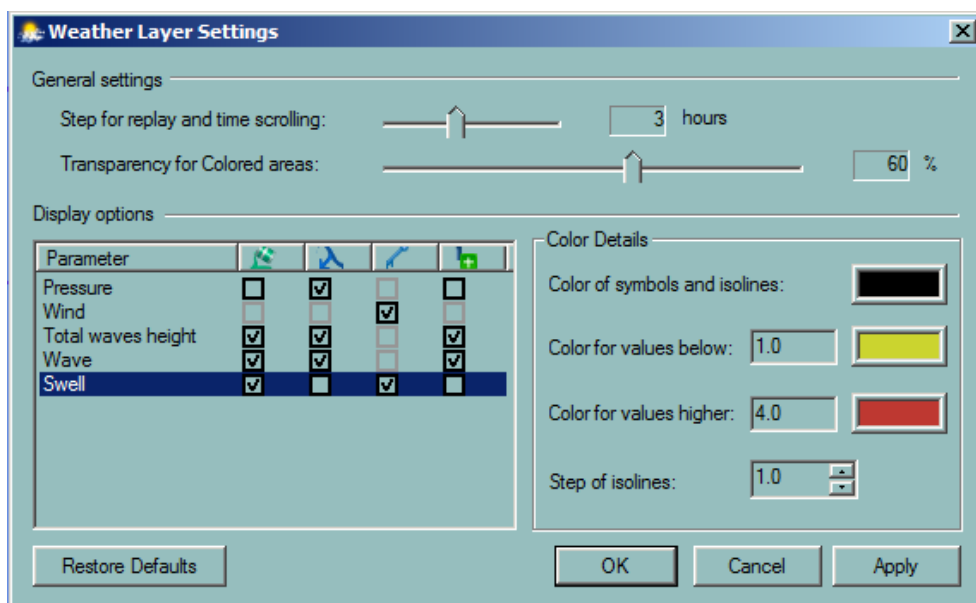 Weather Layer Settings
General settings
Step for replay and time scrolling: 3 hours
Transparency for Colored areas: 60 %
Display options
Parameter
Pressure
Wind
Total waves height
Wave
Swell
Color Details
Color of symbols and isolines:
Color for values below: 1.0
Color for values higher: 4.0
Step of isolines: 1.0
Restore Defaults
OK Cancel Apply